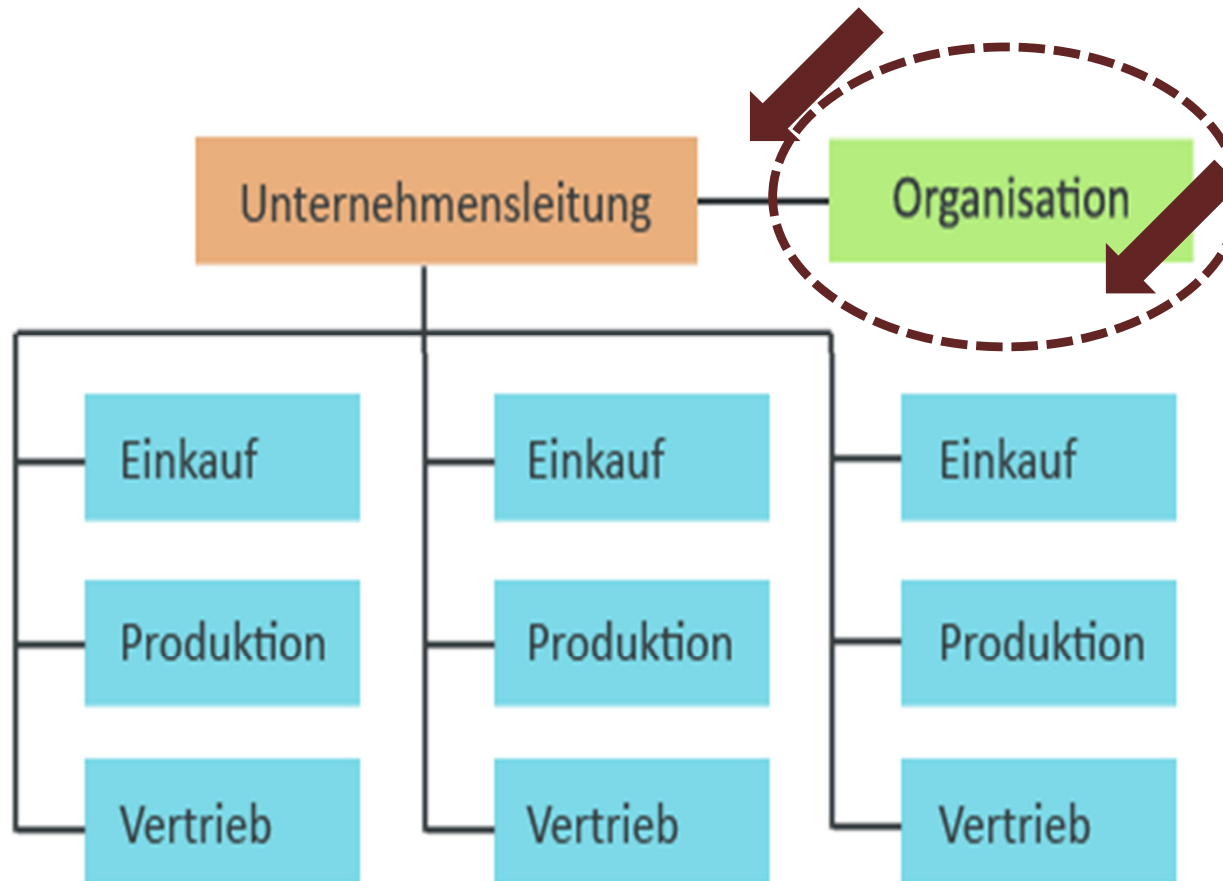 Unternehmensleitung
Organisation
Einkauf
Einkauf
Einkauf
Produktion
Produktion
Produktion
Vertrieb
Vertrieb
Vertrieb